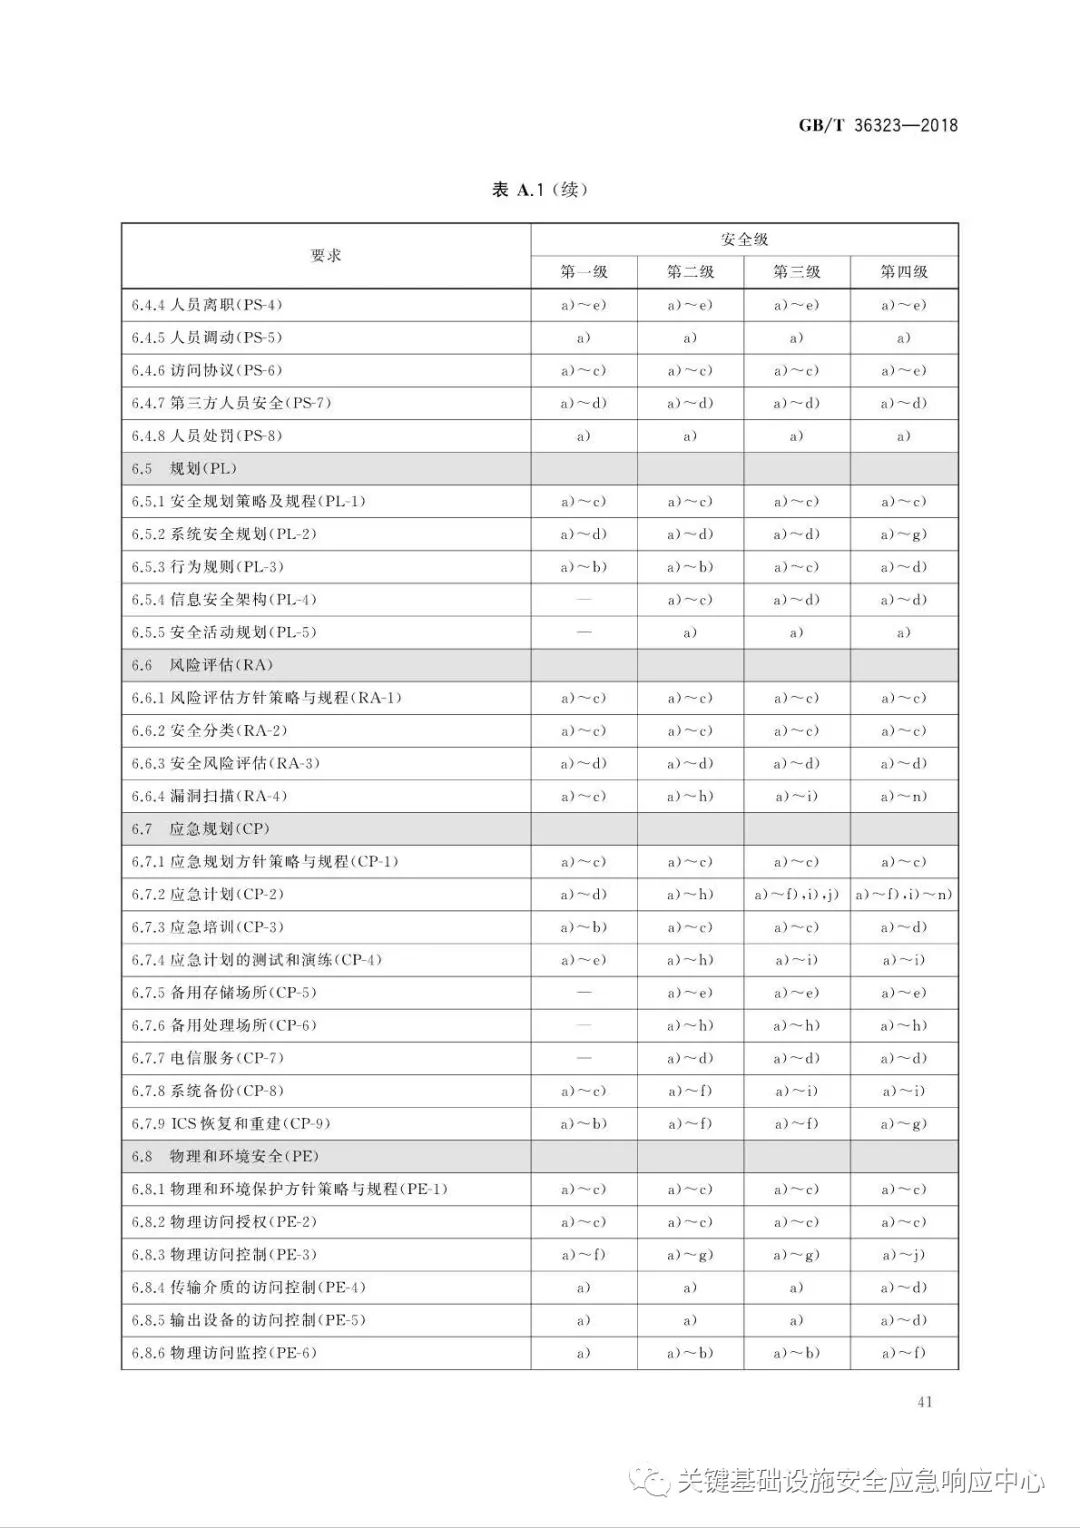 GB/T 36323—2018
表 A.1（续）
要求 安全级
第一级 第二级 第三级 第四级
6.4.4 人员离职(PS-4) a)～e) a)～e) a)～e) a)～e)
6.4.5 人员调动(PS-5) a) a) a) a)
6.4.6 访问协议(PS-6) a)～c) a)～c) a)～c) a)～e)
6.4.7 第三方人员安全(PS-7) a)～d) a)～d) a)～d) a)～d)
6.4.8 人员处罚(PS-8) a) a) a) a)
6.5 规划(PL)
6.5.1 安全规划策略及规程(PL-1) a)～c) a)～c) a)～c) a)～c)
6.5.2 系统安全规划(PL-2) a)～d) a)～d) a)～d) a)～g)
6.5.3 行为规则(PL-3) a)～b) a)～b) a)～c) a)～d)
6.5.4 信息安全架构(PL-4) — a)～c) a)～d) a)～d)
6.5.5 安全活动规划(PL-5) — a) a) a)
6.6 风险评估(RA)
6.6.1 风险评估方针策略与规程(RA-1) a)～c) a)～c) a)～c) a)～c)
6.6.2 安全分类(RA-2) a)～c) a)～c) a)～c) a)～c)
6.6.3 安全风险评估(RA-3) a)～d) a)～d) a)～d) a)～d)
6.6.4 漏洞扫描(RA-4) a)～c) a)～h) a)～i) a)～n)
6.7 应急规划(CP)
6.7.1 应急规划方针策略与规程(CP-1) a)～c) a)～c) a)～c) a)～c)
6.7.2 应急计划(CP-2) a)～d) a)～h) a)～f),i),j) a)～f),i)～n)
6.7.3 应急培训(CP-3) a)～b) a)～c) a)～c) a)～d)
6.7.4 应急计划的测试和演练(CP-4) a)～e) a)～h) a)～i) a)～i)
6.7.5 备用存储场所(CP-5) — a)～e) a)～e) a)～e)
6.7.6 备用处理场所(CP-6) — a)～h) a)～h) a)～h)
6.7.7 电信服务(CP-7) — a)～d) a)～d) a)～d)
6.7.8 系统备份(CP-8) a)～c) a)～f) a)～i) a)～i)
6.7.9 ICS 恢复和重建(CP-9) a)～b) a)～f) a)～f) a)～g)
6.8 物理和环境安全(PE)
6.8.1 物理和环境保护方针策略与规程(PE-1) a)～c) a)～c) a)～c) a)～c)
6.8.2 物理访问授权(PE-2) a)～c) a)～c) a)～c) a)～c)
6.8.3 物理访问控制(PE-3) a)～f) a)～g) a)～g) a)～j)
6.8.4 传输介质的访问控制(PE-4) a) a) a) a)～d)
6.8.5 输出设备的访问控制(PE-5) a) a) a) a)～d)
6.8.6 物理访问监控(PE-6) a) a)～b) a)～b) a)～f)
41
关键基础设施安全应急响应中心